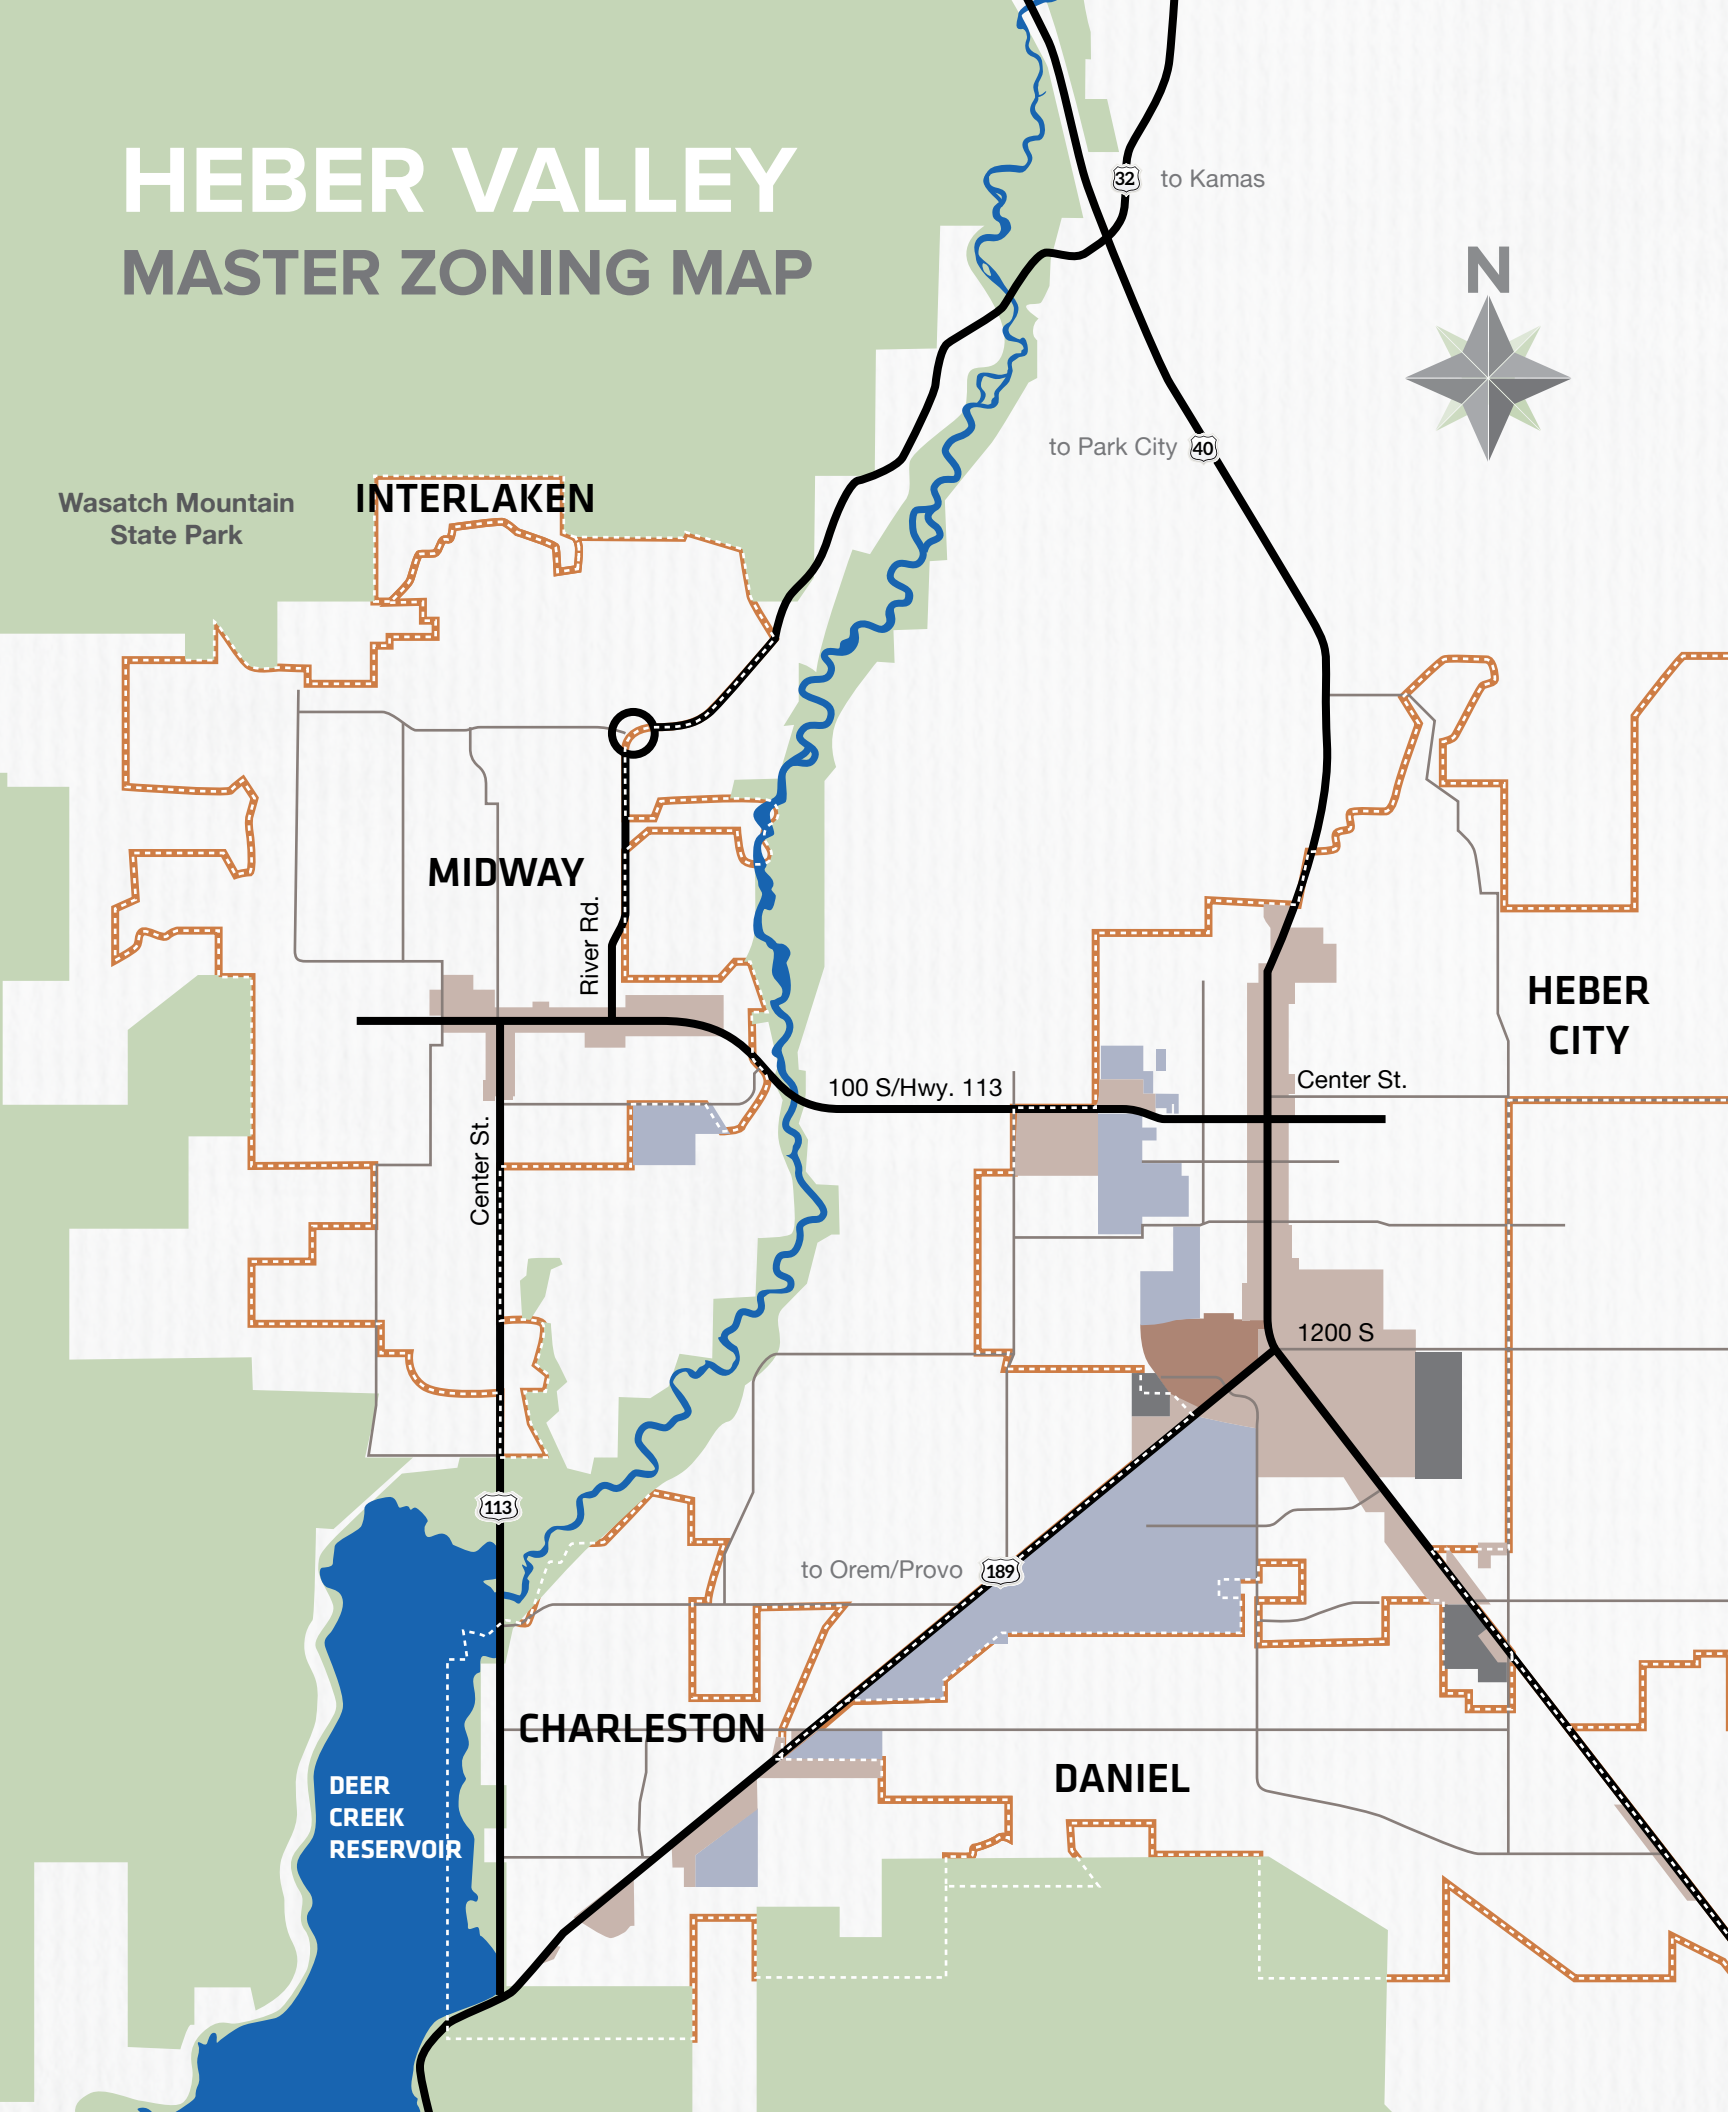 HEBER VALLEY
MASTER ZONING MAP
32
to Kamas
N
to Park City
40
Wasatch Mountain
State Park
INTERLAKEN
MIDWAY
River Rd.
HEBER
CITY
100 S/Hwy. 113
Center St.
Center St.
1200 S
113
to Orem/Provo
189
CHARLESTON
DANIEL
DEER
CREEK
RESERVOIR